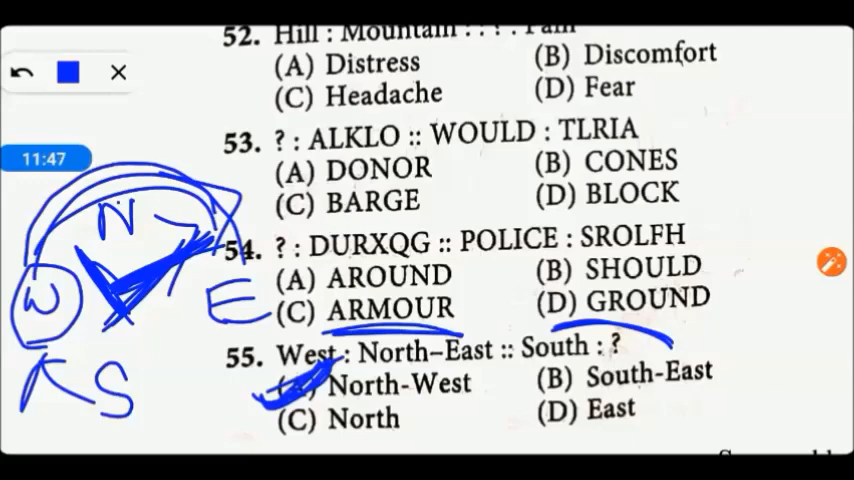 52. Hill : Mountain : : ? : Pain
(A) Distress (B) Discomfort
(C) Headache (D) Fear
53. ? : ALKLO :: WOULD : TLRIA
(A) DONOR (B) CONES
(C) BARGE (D) BLOCK
11:47
N
54. ? : DURXQG :: POLICE : SROLFH
(A) AROUND (B) SHOULD
W E
(C) ARMOUR (D) GROUND
55. West : North–East :: South : ?
(A) North-West (B) South-East
S
(C) North (D) East